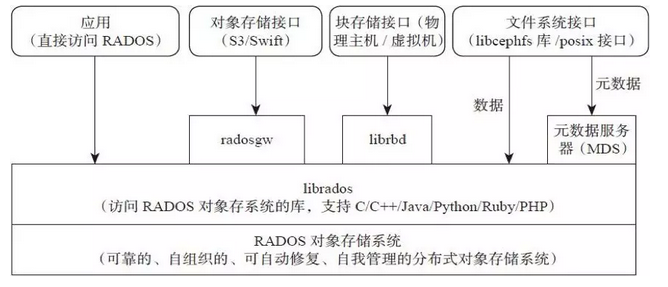 应用
（直接访问 RADOS）
对象存储接口
（S3/Swift）
块存储接口（物
理主机 / 虚拟机）
文件系统接口
（libcephfs 库 /posix 接口）
数据
元数据
radosgw
librbd
元数据服务
器（MDS）
librados
（访问 RADOS 对象存系统的库，支持 C/C++/Java/Python/Ruby/PHP）
RADOS 对象存储系统
（可靠的、自组织的、可自动修复、自我管理的分布式对象存储系统）